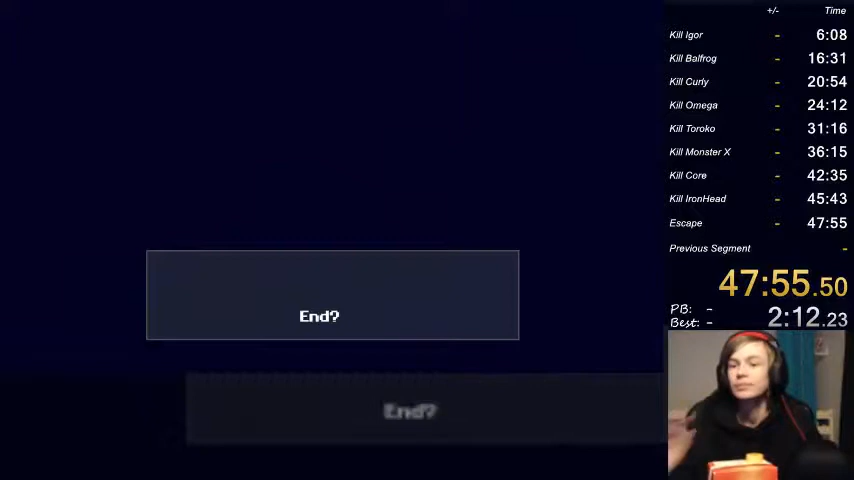 +/- Time
Kill Igor - 6:08
Kill Balfrog - 16:31
Kill Curly - 20:54
Kill Omega - 24:12
Kill Toroko - 31:16
Kill Monster X - 36:15
Kill Core - 42:35
Kill IronHead - 45:43
Escape - 47:55
Previous Segment -
47:55.50
PB: -
Best: - 2:12.23
End?
End?